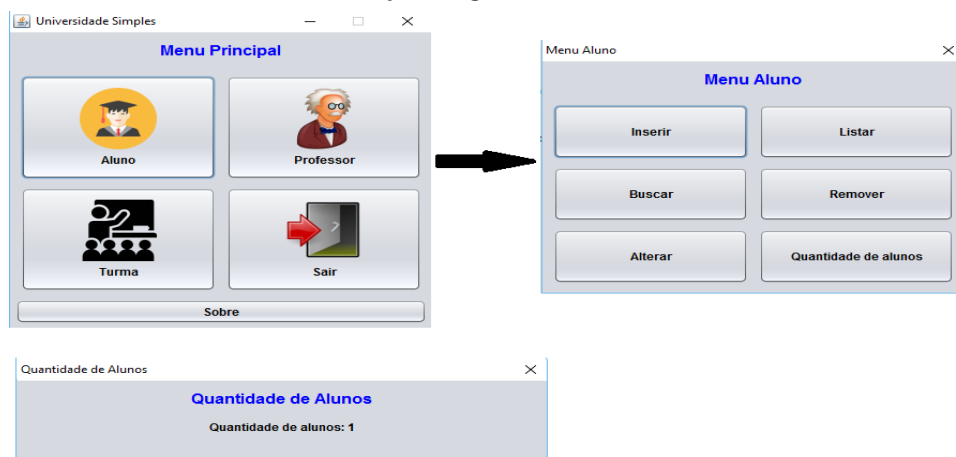 Universidade Simples
Menu Principal
Aluno
Professor
Turma
Sair
Sobre
Menu Aluno
Menu Aluno
Inserir
Listar
Buscar
Remover
Alterar
Quantidade de alunos
Quantidade de Alunos
Quantidade de Alunos
Quantidade de alunos: 1